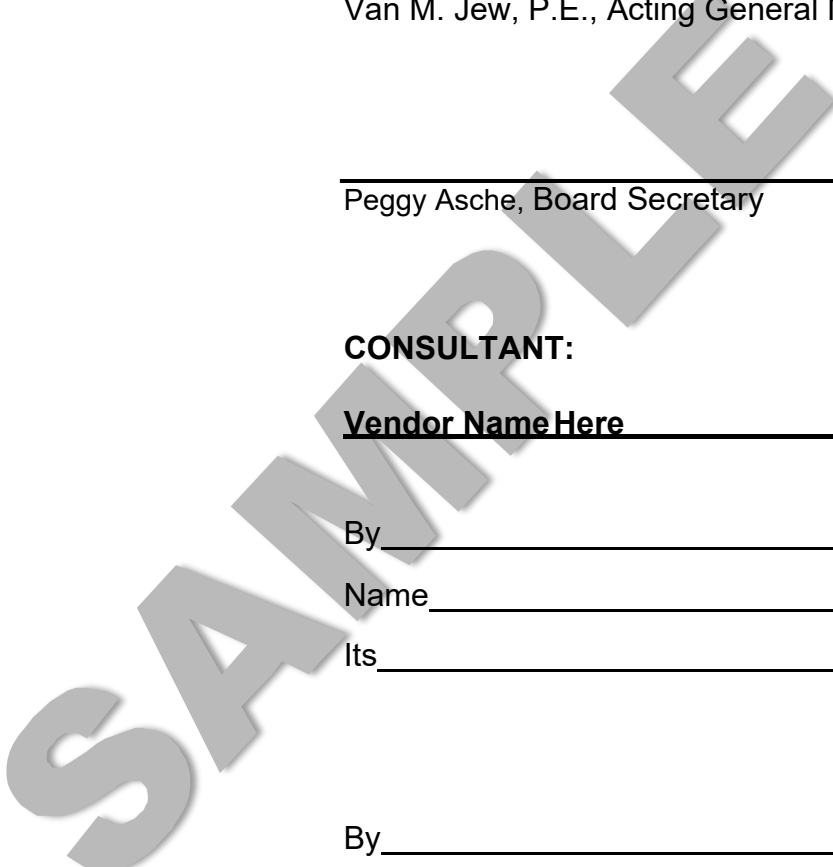 Van M. Jew, P.E., Acting General
Peggy Asche, Board Secretary
CONSULTANT:
Vendor Name Here
By
Name
Its
By
SAMPLE